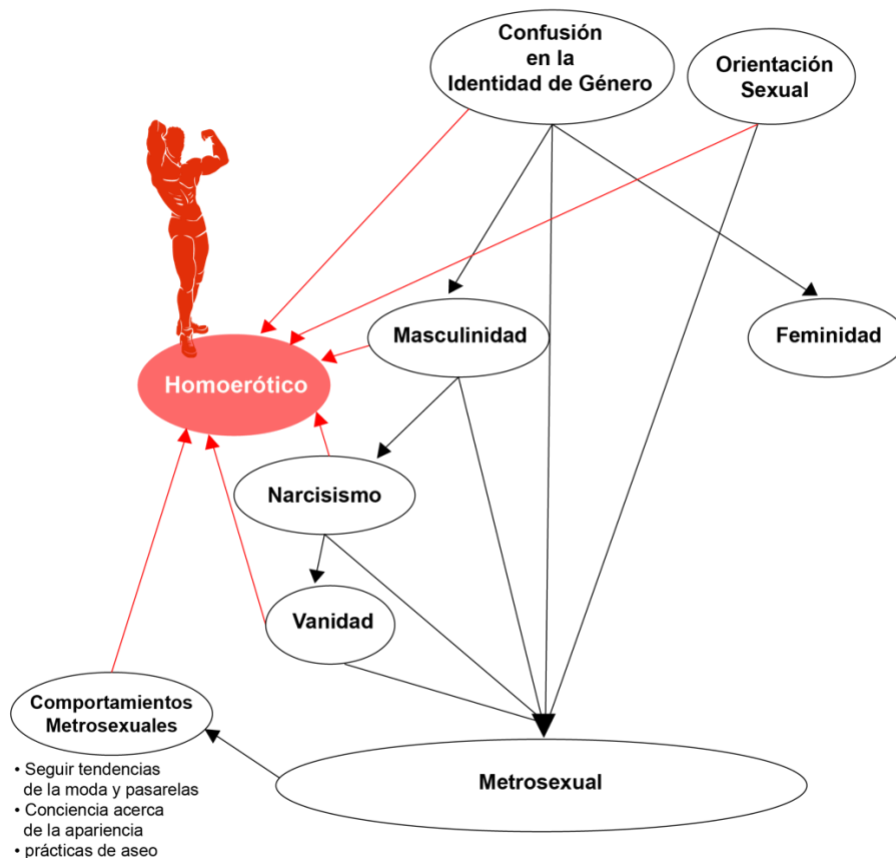 Confusión
en la
Identidad de Género
Orientación
Sexual
Masculinidad
Feminidad
Homoerótico
Narcisismo
Vanidad
Comportamientos
Metrosexuales
• Seguir tendencias
de la moda y pasarelas
• Conciencia acerca
de la apariencia
• prácticas de aseo
Metrosexual